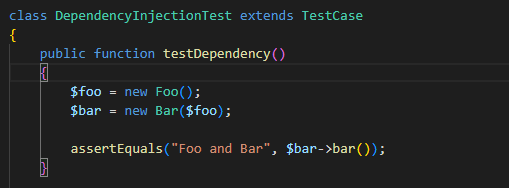 class DependencyInjectionTest extends TestCase
{
    public function testDependency()
    {
        $foo = new Foo();
        $bar = new Bar($foo);

        assertEquals("Foo and Bar", $bar->bar());
    }